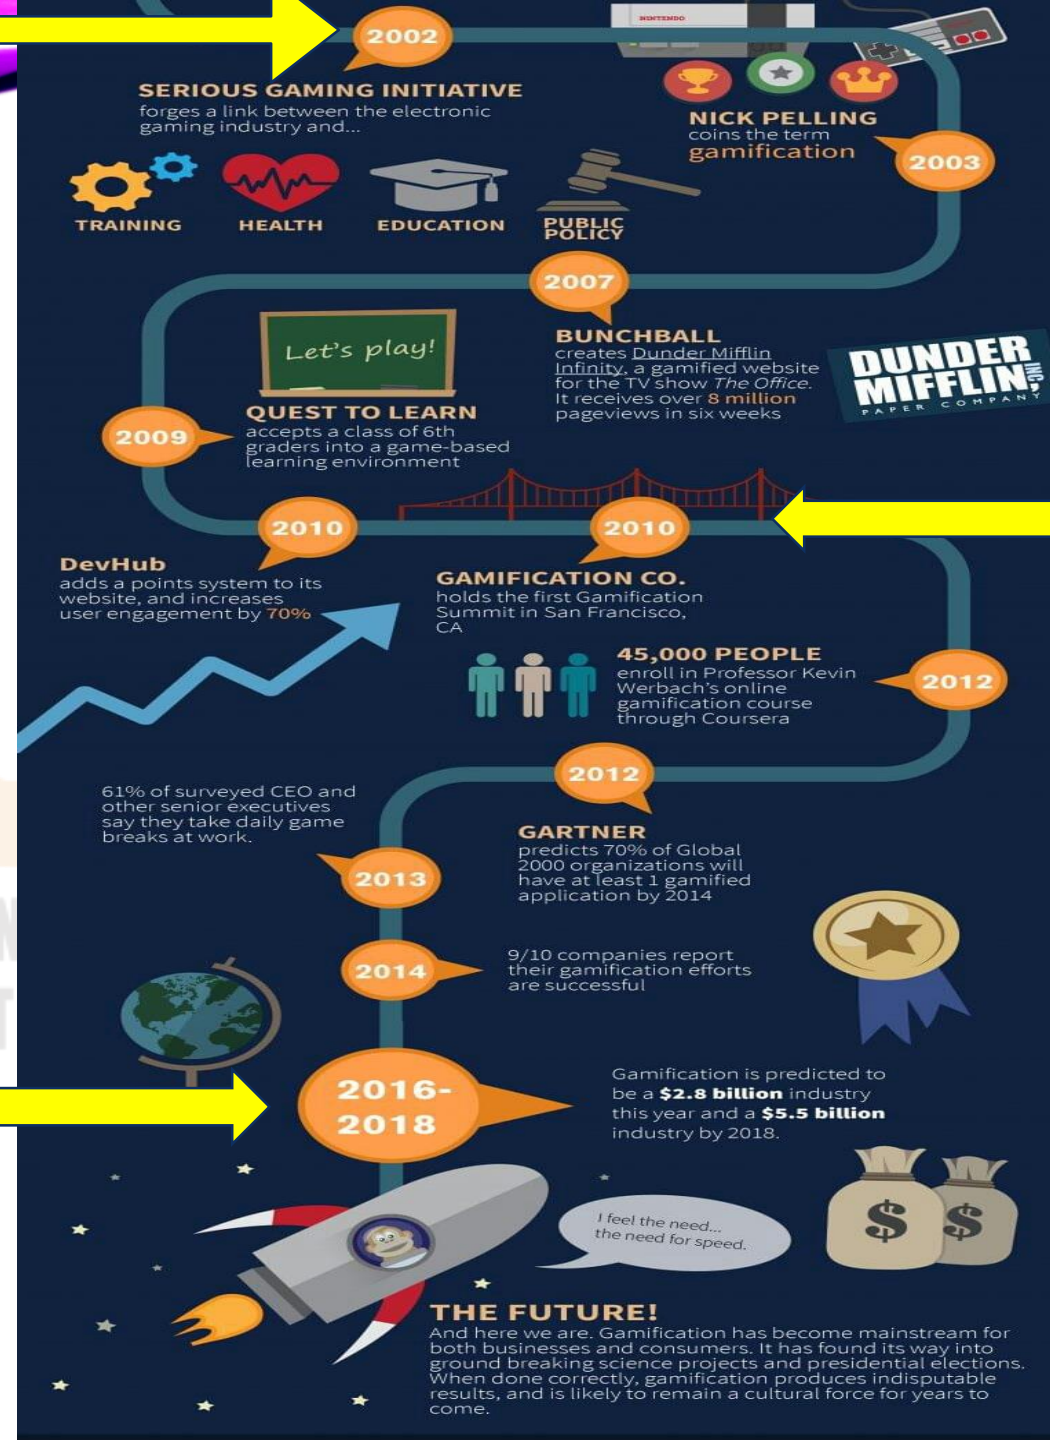 2002
NINTENDO
SERIOUS GAMING INITIATIVE
forges a link between the electronic
gaming industry and...
NICK PELLING
coins the term
gamification
2003
TRAINING
HEALTH
EDUCATION
PUBLIC
POLICY
2007
BUNCHBALL
creates Dunder Mifflin
Infinity, a gamified website
for the TV show The Office.
It receives over 8 million
pageviews in six weeks
DUNDER
MIFFLIN, INC
PAPER COMPANY
Let's play!
2009
QUEST TO LEARN
accepts a class of 6th
graders into a game-based
learning environment
2010
DevHub
adds a points system to its
website, and increases
user engagement by 70%
2010
GAMIFICATION CO.
holds the first Gamification
Summit in San Francisco,
CA
45,000 PEOPLE
enroll in Professor Kevin
Werbach's online
gamification course
through Coursera
2012
2012
GARTNER
predicts 70% of Global
2000 organizations will
have at least 1 gamified
application by 2014
61% of surveyed CEO and
other senior executives
say they take daily game
breaks at work.
2013
2014
9/10 companies report
their gamification efforts
are successful
2016-
2018
Gamification is predicted to
be a $2.8 billion industry
this year and a $5.5 billion
industry by 2018.
$ $
I feel the need...
the need for speed.
THE FUTURE!
And here we are. Gamification has become mainstream for
both businesses and consumers. It has found its way into
ground breaking science projects and presidential elections.
When done correctly, gamification produces indisputable
results, and is likely to remain a cultural force for years to
come.